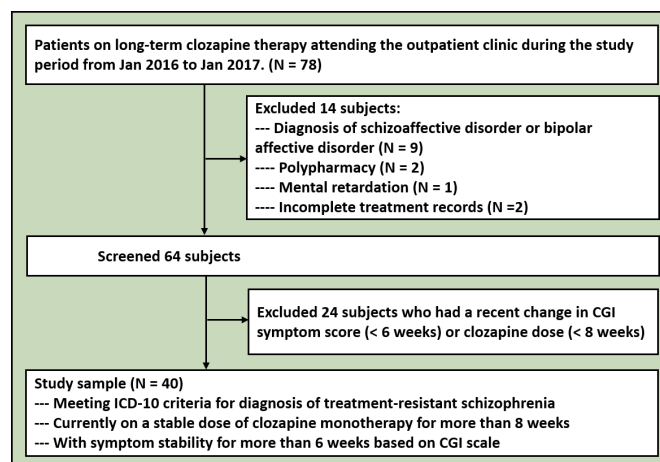 Patients on long-term clozapine therapy attending the outpatient clinic during the study
period from Jan 2016 to Jan 2017. (N = 78)
Excluded 14 subjects:
--- Diagnosis of schizoaffective disorder or bipolar
affective disorder (N = 9)
---- Polypharmacy (N = 2)
---- Mental retardation (N = 1)
---- Incomplete treatment records (N =2)
Screened 64 subjects
Excluded 24 subjects who had a recent change in CGI
symptom score (< 6 weeks) or clozapine dose (< 8 weeks)
Study sample (N = 40)
--- Meeting ICD-10 criteria for diagnosis of treatment-resistant schizophrenia
--- Currently on a stable dose of clozapine monotherapy for more than 8 weeks
--- With symptom stability for more than 6 weeks based on CGI scale